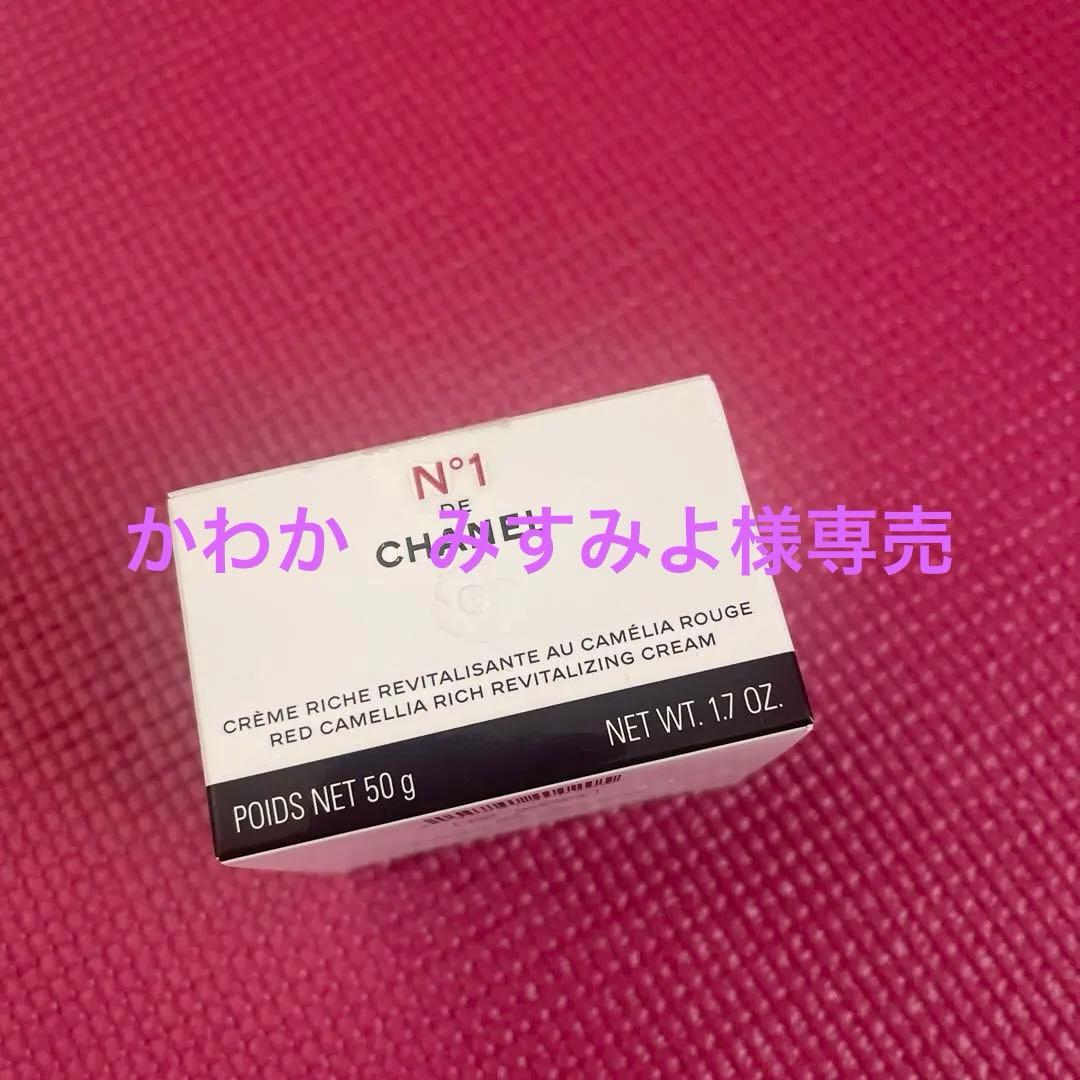 N°1
DE
CHANEL
かわか　みすみよ様専売
CRÈME RICHE REVITALISANTE AU CAMÉLIA ROUGE
RED CAMELLIA RICH REVITALIZING CREAM
POIDS NET 50 g NET WT. 1.7 OZ.